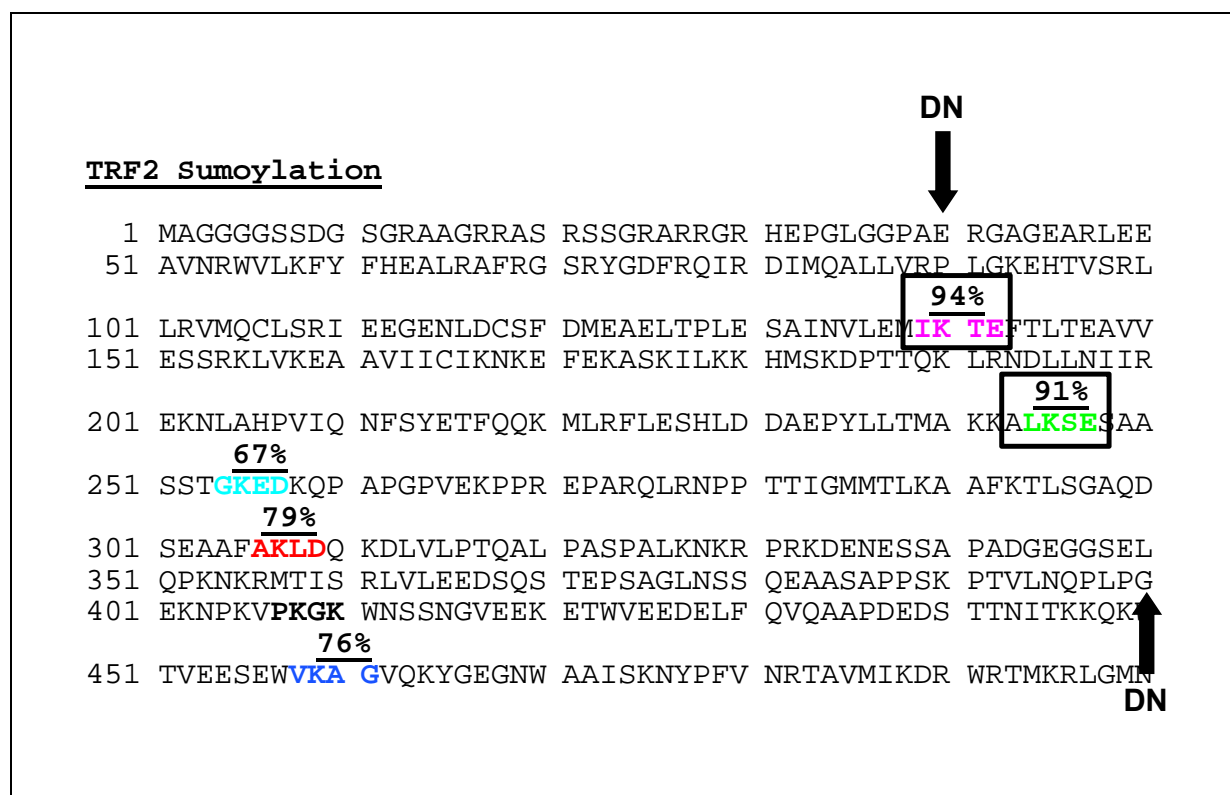 DN
TRF2 Sumoylation
1 MAGGGGSSDG SGRAAGRRAS RSSGRARRGR HEPGLGGPAE RGAGEARLEE
51 AVNRWVLKFY FHEALRAFRG SRYGDFRQIR DIMQALLVRP LGKEHTVSRL
94%
101 LRVMQCLSRI EEGENLDCSF DMEAELTPLE SAINVLEMIK TEFTLTEAVV
151 ESSRKLVKEA AVIICIKNKE FEKASKILKK HMSKDPTTQK LRNDLLNIIR
91%
201 EKNLAHPVIQ NFSYETFQQK MLRFLESHLD DAEPYLLTMA KKALKSESAA
67%
251 SSTGKEDKQP APGPVEKPPR EPARQLRNPP TTIGMMTLKA AFKTLSGAQD
79%
301 SEAAFAKLDQ KDLVLPTQAL PASPALKNKR PRKDENESSA PADGEGGSEL
351 QPKNKRMTIS RLVLEEDSQS TEPSAGLNSS QEAASAPPSK PTVLNQPLPG
401 EKNPKVPKGK WNSSNGVEEK ETWVEEDELF QVQAAPDEDS
76%
451 TVEESEWVKA GVQKYGEGNW AAISKNYPFV NRTAVMIKDR WRTMKRLGMN
DN